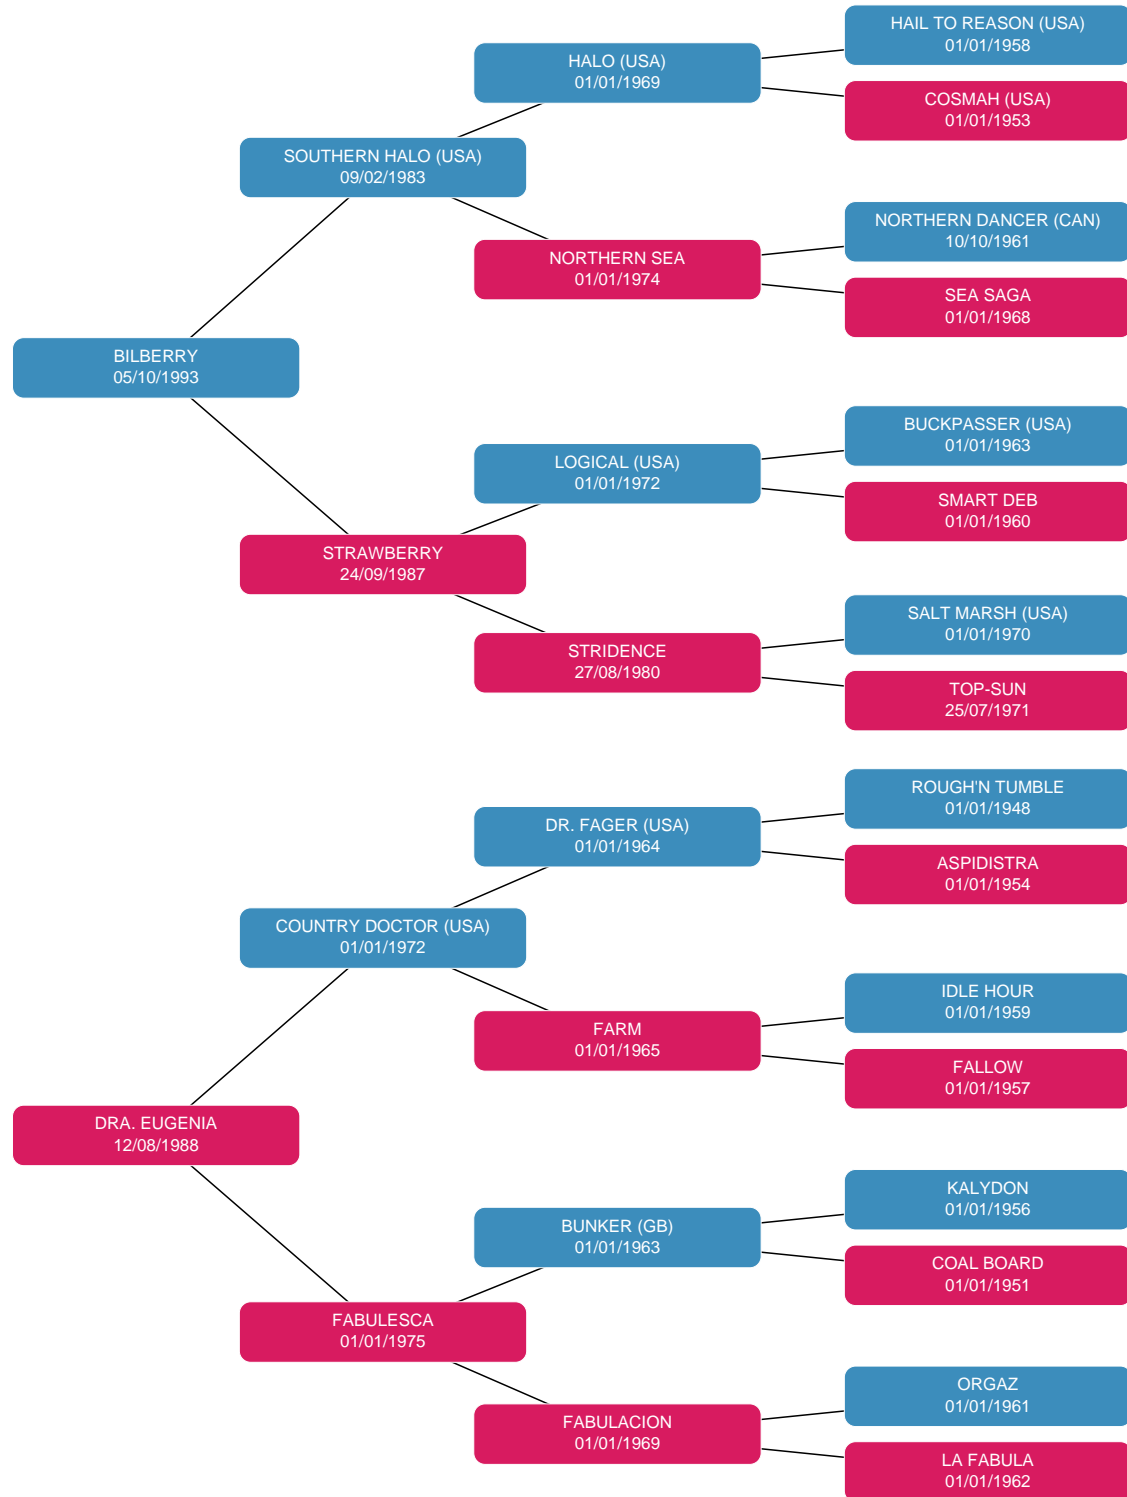 HAIL TO REASON (USA)
01/01/1958
HALO (USA)
01/01/1969
COSMAH (USA)
01/01/1953
SOUTHERN HALO (USA)
09/02/1983
NORTHERN DANCER (CAN)
10/10/1961
NORTHERN SEA
01/01/1974
SEA SAGA
01/01/1968
BILBERRY
05/10/1993
BUCKPASSER (USA)
01/01/1963
LOGICAL (USA)
01/01/1972
SMART DEB
01/01/1960
STRAWBERRY
24/09/1987
SALT MARSH (USA)
01/01/1970
STRIDENCE
27/08/1980
TOP-SUN
25/07/1971
ROUGH'N TUMBLE
01/01/1948
DR. FAGER (USA)
01/01/1964
ASPIDISTRA
01/01/1954
COUNTRY DOCTOR (USA)
01/01/1972
IDLE HOUR
01/01/1959
FARM
01/01/1965
FALLOW
01/01/1957
DRA. EUGENIA
12/08/1988
KALYDON
01/01/1956
BUNKER (GB)
01/01/1963
COAL BOARD
01/01/1951
FABULESCA
01/01/1975
ORGAZ
01/01/1961
FABULACION
01/01/1969
LA FABULA
01/01/1962